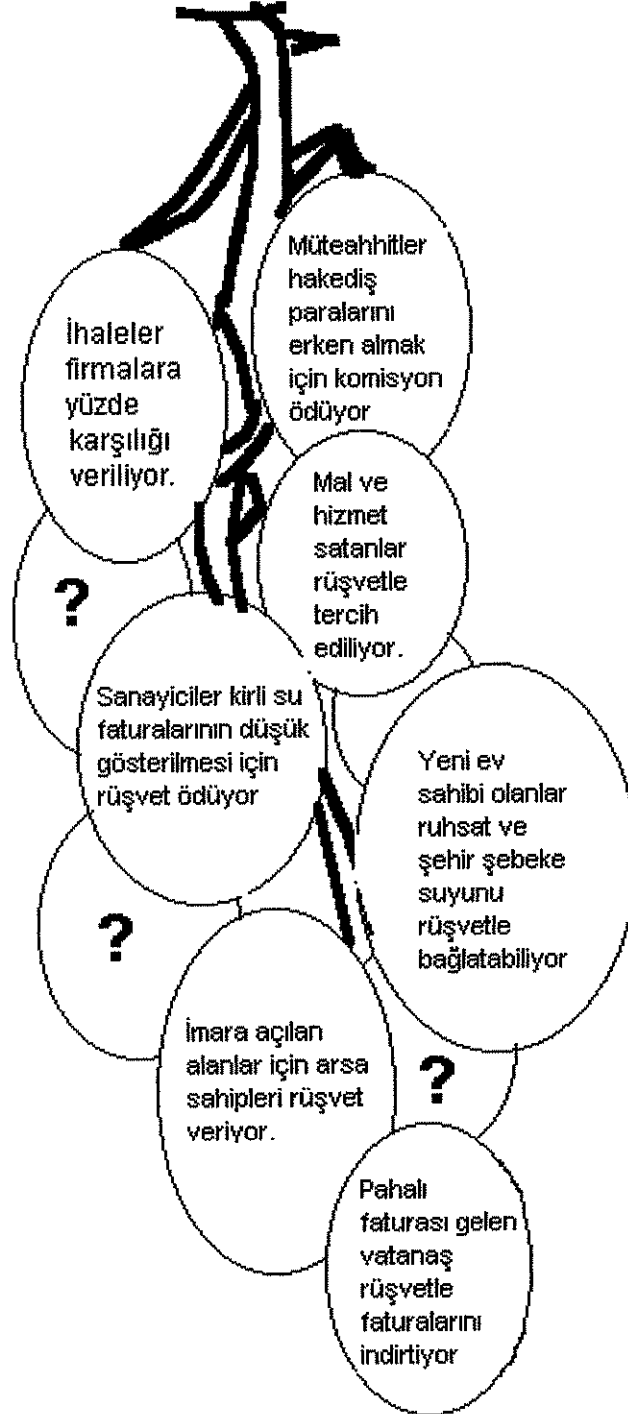 Müteahhitler
hakediş
paralarını
erken almak
için komisyon
ödüyor
İhaleler
firmalara
yüzde
karşılığı
veriliyor.
Mal ve
hizmet
satanlar
rüşvetle
tercih
ediliyor.
?
Sanayiciler kirli su
faturalarının düşük
gösterilmesi için
rüşvet ödüyor
Yeni ev
sahibi olanlar
ruhsat ve
şehir şebeke
suyunu
rüşvetle
bağlatabiliyor
?
İmara açılan
alanlar için arsa
sahipleri rüşvet
veriyor.
?
Pahalı
faturası gelen
vatanaş
rüşvetle
faturalarını
indirtiyor